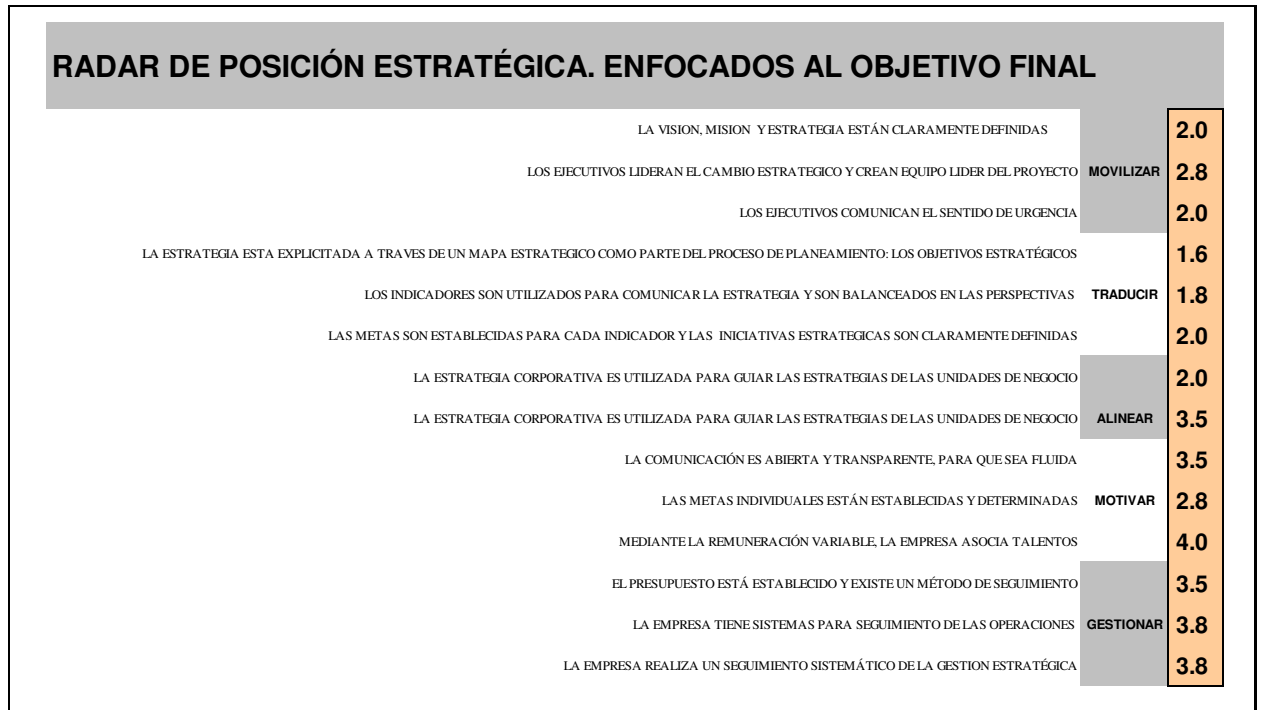 RADAR DE POSICIÓN ESTRATÉGICA. ENFOCADOS AL OBJETIVO FINAL
LA VISION, MISION Y ESTRATEGIA ESTÁN CLARAMENTE DEFINIDAS 2.0
LOS EJECUTIVOS LIDERAN EL CAMBIO ESTRATEGICO Y CREAN EQUIPO LIDER DEL PROYECTO MOVILIZAR 2.8
LOS EJECUTIVOS COMUNICAN EL SENTIDO DE URGENCIA 2.0
LA ESTRATEGIA ESTA EXPLICITADA A TRAVES DE UN MAPA ESTRATEGICO COMO PARTE DEL PROCESO DE PLANEAMIENTO: LOS OBJETIVOS ESTRATÉGICOS 1.6
LOS INDICADORES SON UTILIZADOS PARA COMUNICAR LA ESTRATEGIA Y SON BALANCEADOS EN LAS PERSPECTIVAS TRADUCIR 1.8
LAS METAS SON ESTABLECIDAS PARA CADA INDICADOR Y LAS INICIATIVAS ESTRATEGICAS SON CLARAMENTE DEFINIDAS 2.0
LA ESTRATEGIA CORPORATIVA ES UTILIZADA PARA GUIAR LAS ESTRATEGIAS DE LAS UNIDADES DE NEGOCIO 2.0
LA ESTRATEGIA CORPORATIVA ES UTILIZADA PARA GUIAR LAS ESTRATEGIAS DE LAS UNIDADES DE NEGOCIO ALINEAR 3.5
LA COMUNICACIÓN ES ABIERTA Y TRANSPARENTE, PARA QUE SEA FLUIDA 3.5
LAS METAS INDIVIDUALES ESTÁN ESTABLECIDAS Y DETERMINADAS MOTIVAR 2.8
MEDIANTE LA REMUNERACIÓN VARIABLE, LA EMPRESA ASOCIA TALENTOS 4.0
EL PRESUPUESTO ESTÁ ESTABLECIDO Y EXISTE UN MÉTODO DE SEGUIMIENTO 3.5
LA EMPRESA TIENE SISTEMAS PARA SEGUIMIENTO DE LAS OPERACIONES GESTIONAR 3.8
LA EMPRESA REALIZA UN SEGUIMIENTO SISTEMÁTICO DE LA GESTION ESTRATÉGICA 3.8